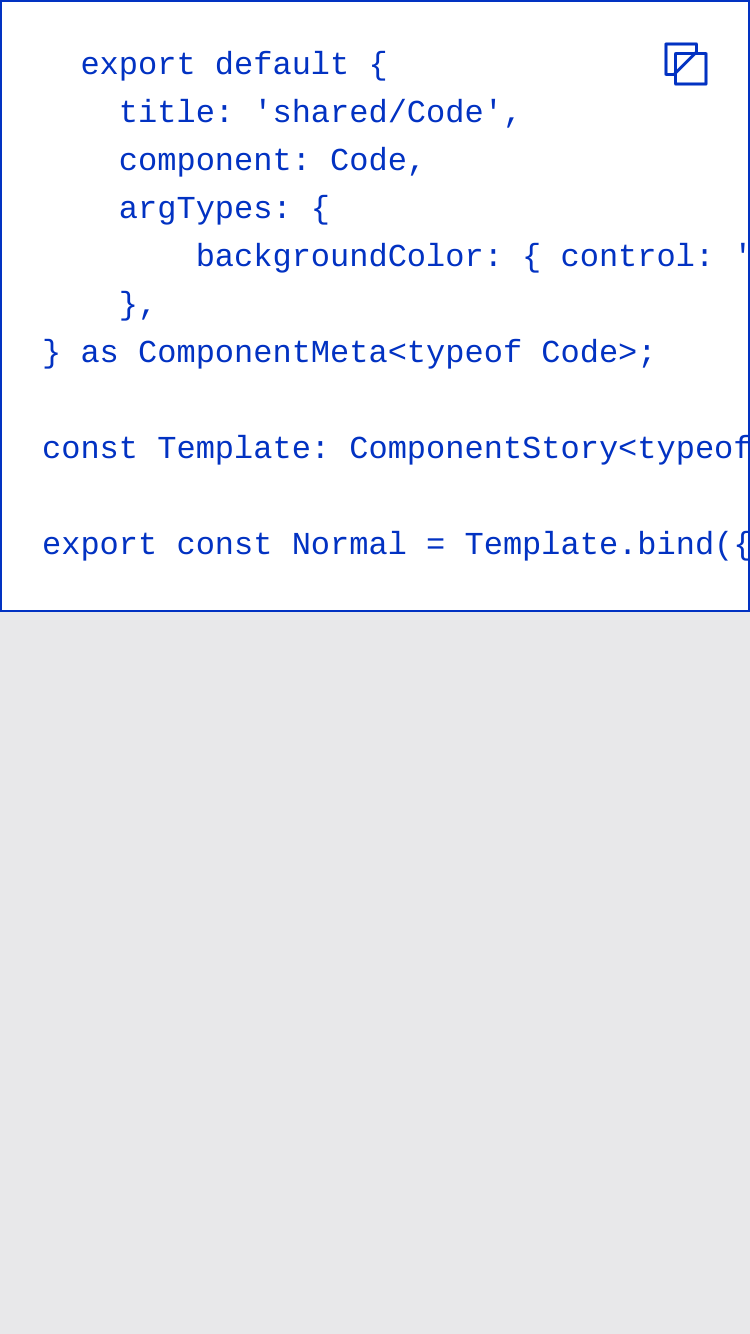 export default {
title: 'shared/Code',
component: Code,
argTypes: {
backgroundColor: { control: '
},
} as ComponentMeta<typeof Code>;
const Template: ComponentStory<typeof
export const Normal = Template.bind({